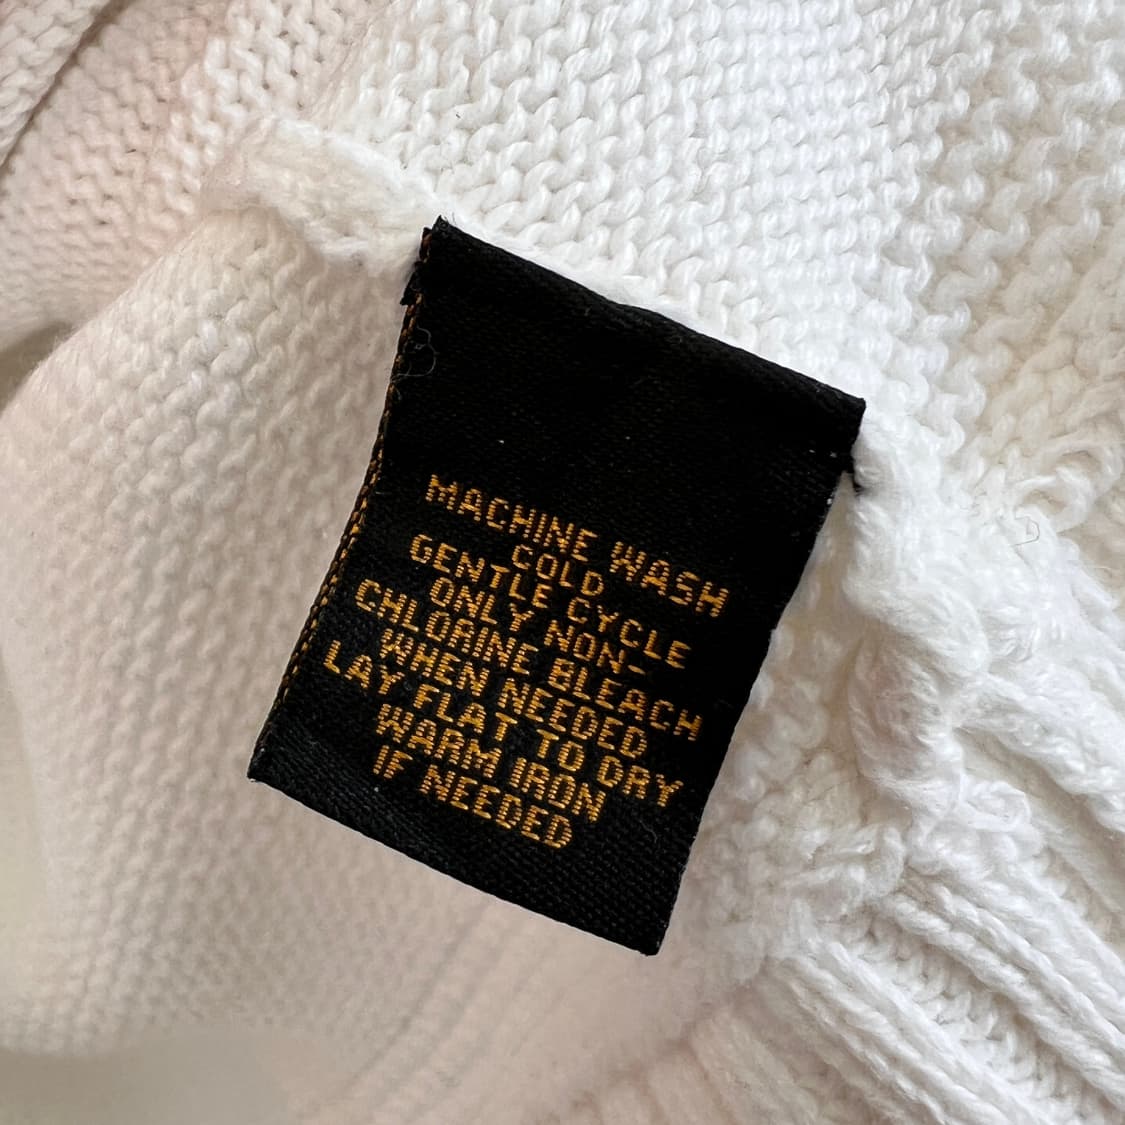 MACHINE WASH
COLD
GENTLE CYCLE
ONLY NON-
CHLORINE BLEACH
WHEN NEEDED
LAY FLAT TO DRY
WARM IRON
IF NEEDED